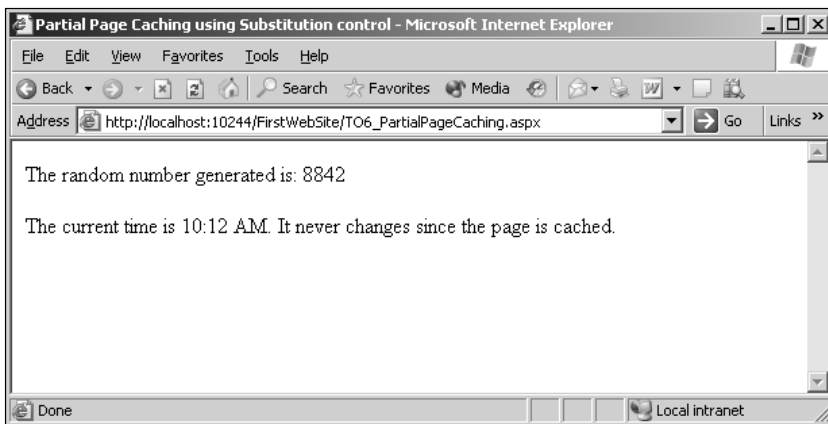 Partial Page Caching using Substitution control - Microsoft Internet Explorer
File Edit View Favorites Tools Help
Back Search Favorites Media W
Address http://localhost:10244/FirstWebSite/TO6_PartialPageCaching.aspx Go Links »
The random number generated is: 8842
The current time is 10:12 AM. It never changes since the page is cached.
Done Local intranet